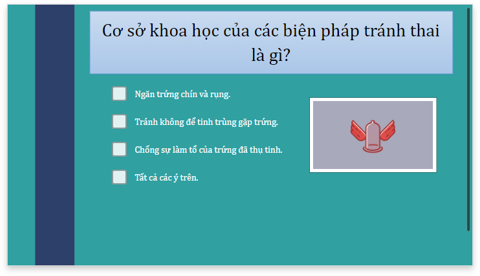 Cơ sở khoa học của các biện pháp tránh thai
là gì?
Ngăn trứng chín và rụng.
Tránh không để tinh trùng gặp trứng.
Chống sự làm tổ của trứng đã thụ tinh.
Tất cả các ý trên.